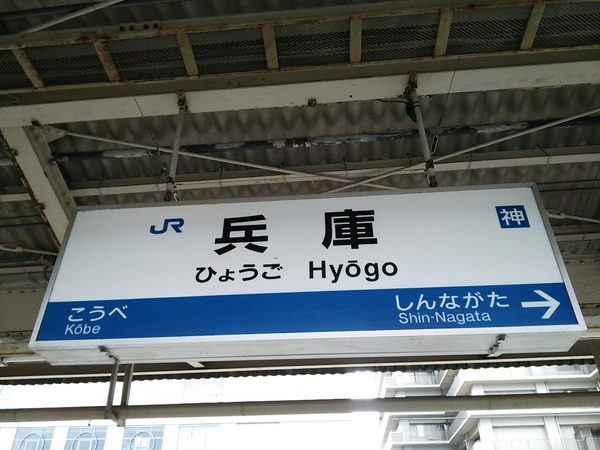 JR 兵庫 神
ひょうご Hyōgo
こうべ しんながた
Kōbe Shin-Nagata